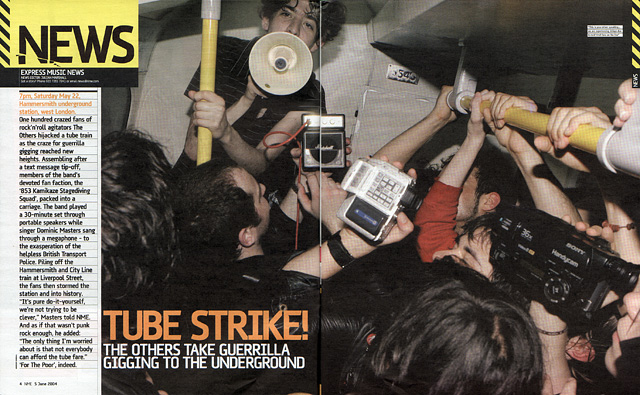 NEWS
EXPRESS MUSIC NEWS
7pm, Saturday May 22,
Hammersmith underground
station, west London.
One hundred crazed fans of
rock'n'roll agitators The
Others hijacked a tube train
as the craze for guerrilla
gigging reached new
heights. Assembling after
a text message tip-off,
members of the band's
devoted fan faction, the
'853 Kamikaze Stagediving
Squad', packed into a
carriage. The band played
a 30-minute set through
portable speakers while
singer Dominic Masters sang
through a megaphone – to
the exasperation of the
helpless British Transport
Police. Piling off the
Hammersmith and City Line
train at Liverpool Street,
the fans then stormed the
station and into history.
"It's pure do-it-yourself,
we're not trying to be
clever," Masters told NME.
And as if that wasn't punk
rock enough, he added:
"The only thing I'm worried
about is that not everybody
can afford the tube fare."
'For The Poor', indeed.
TUBE STRIKE!
THE OTHERS TAKE GUERRILLA
GIGGING TO THE UNDERGROUND
4 NME 5 June 2004
NEWS
Marshall
SONY
Handycam